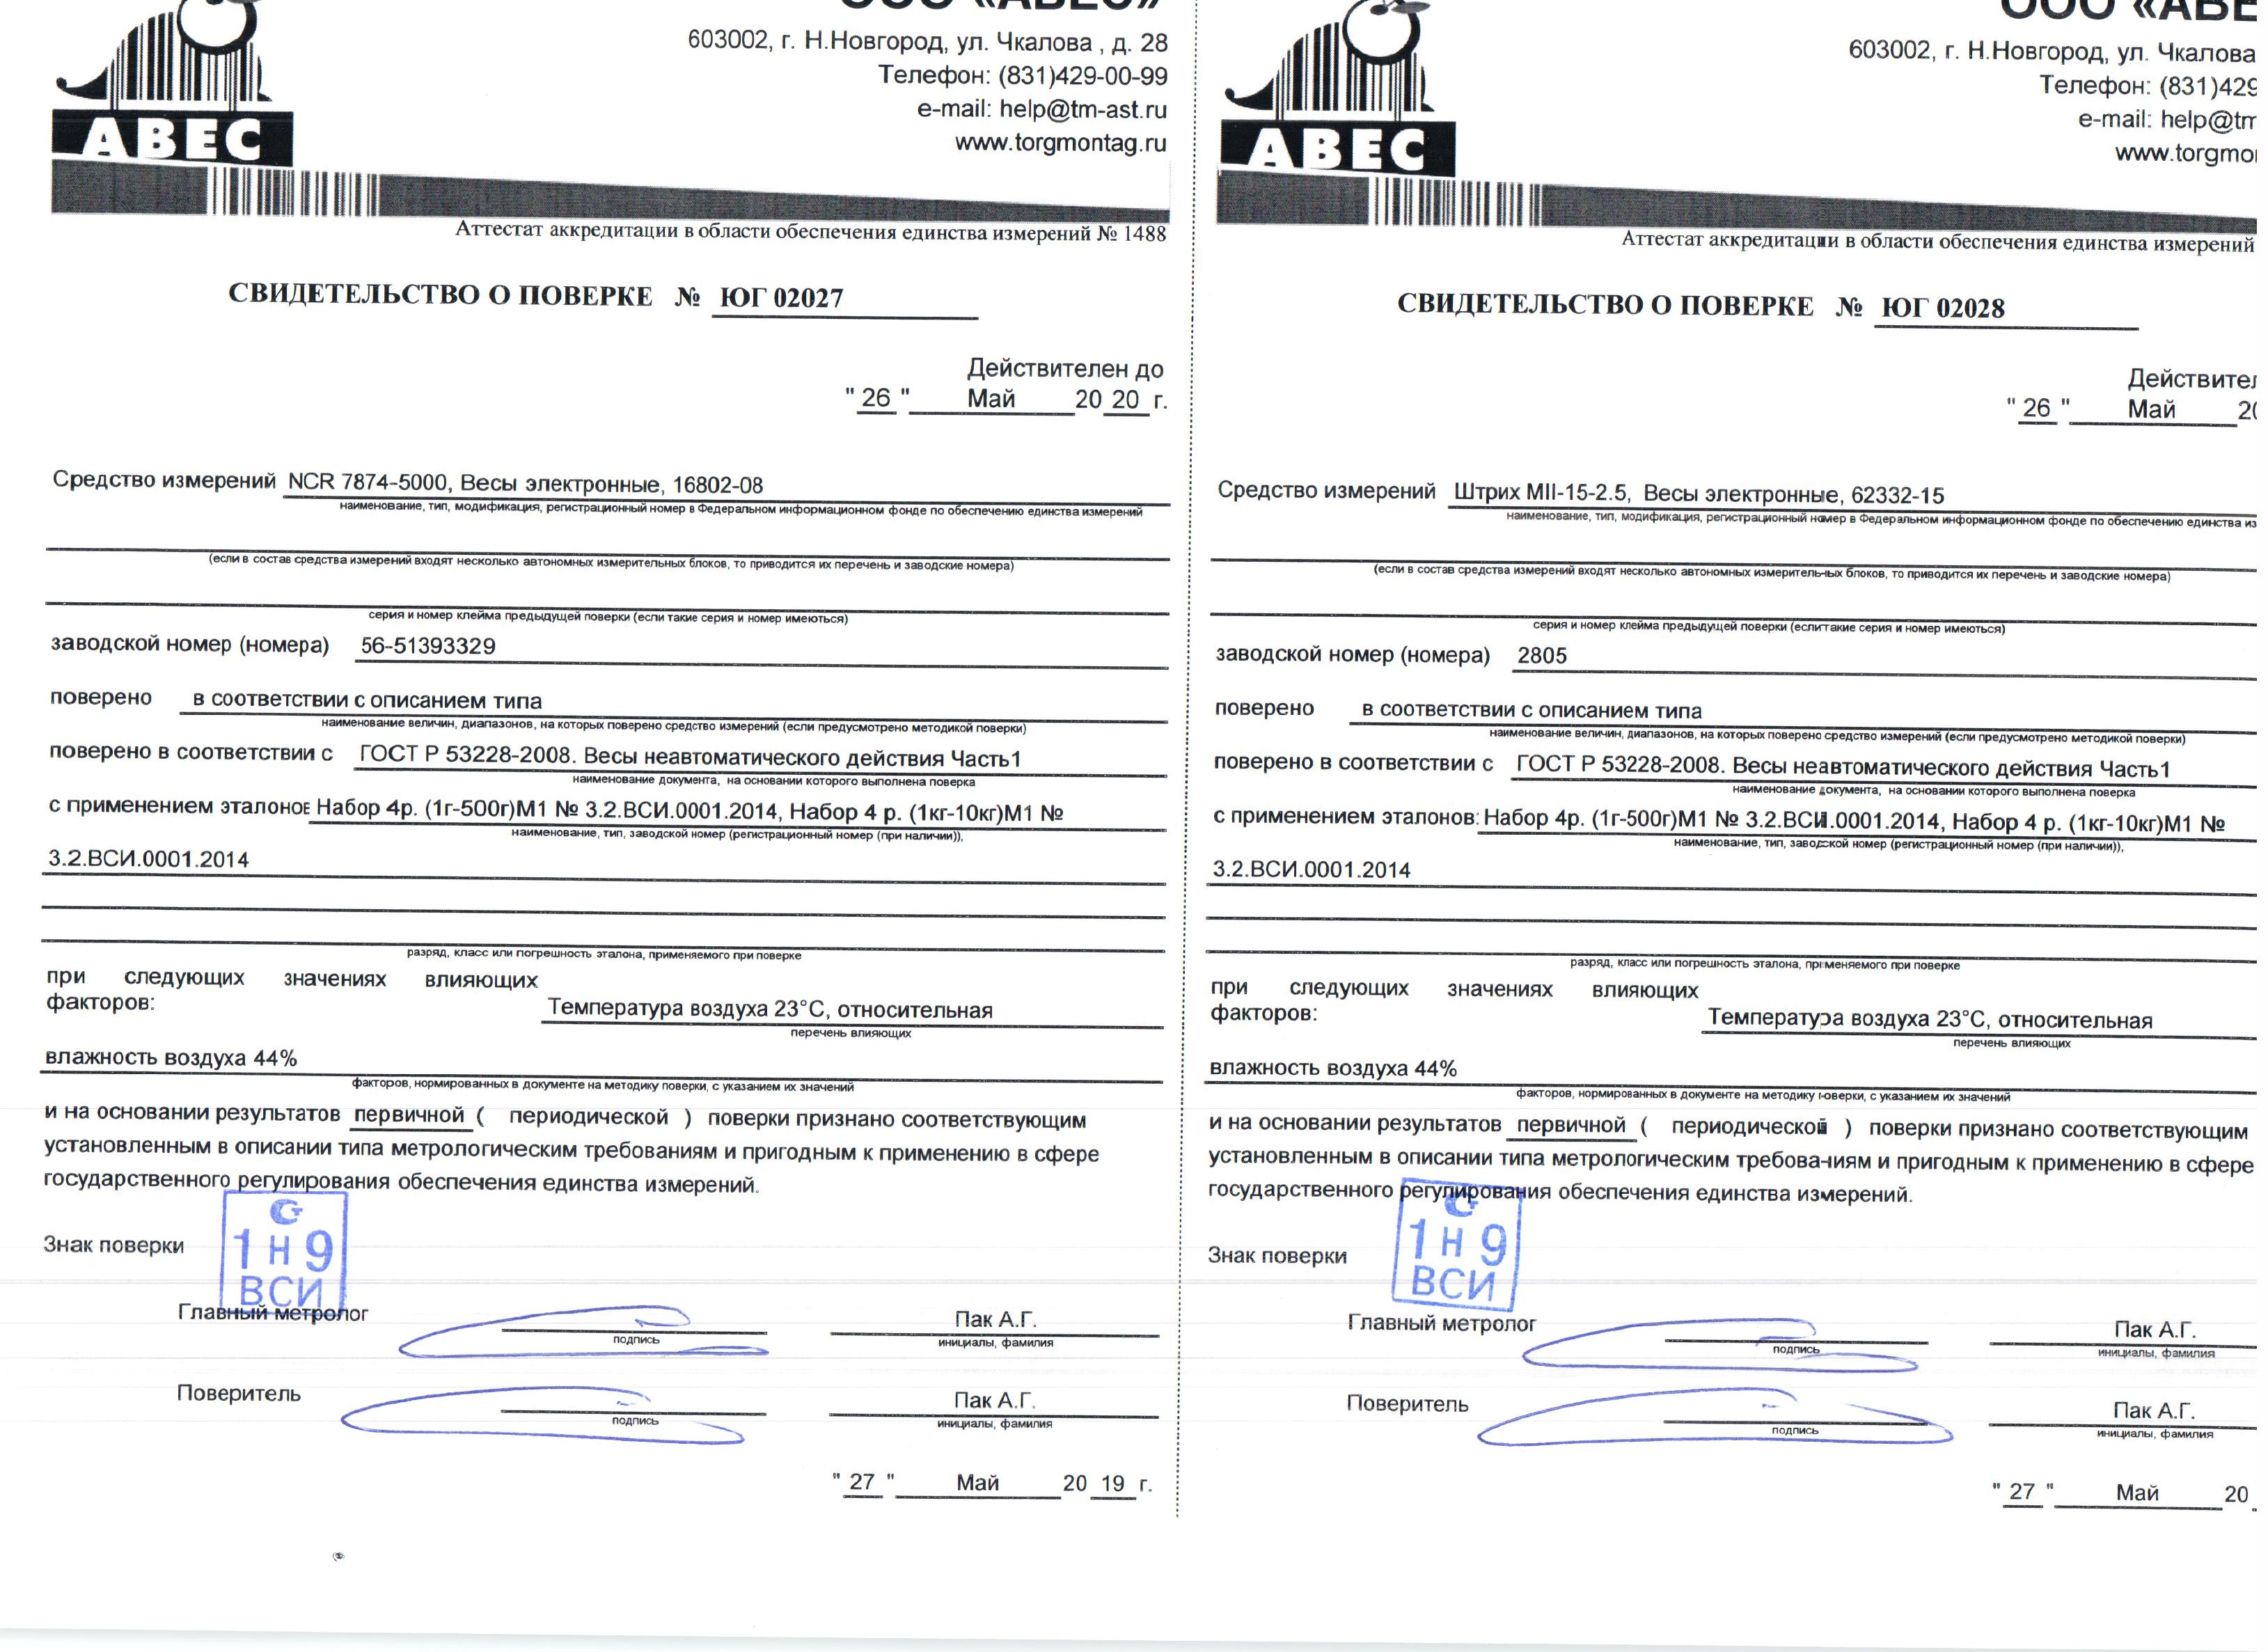 ООО «АВЕС»
603002, г. Н.Новгород, ул. Чкалова , д. 28
Телефон: (831)429-00-99
e-mail: help@tm-ast.ru
www.torgmontag.ru
АВЕС
Аттестат аккредитации в области обеспечения единства измерений № 1488
СВИДЕТЕЛЬСТВО О ПОВЕРКЕ № ЮГ 02027
Действителен до
" 26 " Май 20 20 г.
Средство измерений NCR 7874-5000, Весы электронные, 16802-08
наименование, тип, модификация, регистрационный номер в Федеральном информационном фонде по обеспечению единства измерений
(если в состав средства измерений входят несколько автономных измерительных блоков, то приводится их перечень и заводские номера)
серия и номер клейма предыдущей поверки (если такие серия и номер имеються)
заводской номер (номера) 56-51393329
поверено в соответствии с описанием типа
наименование величин, диапазонов, на которых поверено средство измерений (если предусмотрено методикой поверки)
поверено в соответствии с ГОСТ Р 53228-2008. Весы неавтоматического действия Часть1
наименование документа, на основании которого выполнена поверка
с применением эталонов Набор 4р. (1г-500г)М1 № 3.2.ВСИ.0001.2014, Набор 4 р. (1кг-10кг)М1 №
наименование, тип, заводской номер (регистрационный номер (при наличии)),
3.2.ВСИ.0001.2014
разряд, класс или погрешность эталона, применяемого при поверке
при следующих значениях влияющих
факторов: Температура воздуха 23°С, относительная
перечень влияющих
влажность воздуха 44%
факторов, нормированных в документе на методику поверки, с указанием их значений
и на основании результатов первичной ( периодической ) поверки признано соответствующим
установленным в описании типа метрологическим требованиям и пригодным к применению в сфере
государственного регулирования обеспечения единства измерений.
1 Н 9
ВСИ
Знак поверки
Главный метролог Пак А.Г.
подпись инициалы, фамилия
Поверитель Пак А.Г.
подпись инициалы, фамилия
" 27 " Май 20 19 г.
ООО «АВЕ
603002, г. Н.Новгород, ул. Чкалова
Телефон: (831)429
e-mail: help@tm
www.torgmo
АВЕС
Аттестат аккредитации в области обеспечения единства измерений
СВИДЕТЕЛЬСТВО О ПОВЕРКЕ № ЮГ 02028
Действител
" 26 " Май 20
Средство измерений Штрих МII-15-2.5, Весы электронные, 62332-15
наименование, тип, модификация, регистрационный номер в Федеральном информационном фонде по обеспечению единства из
(если в состав средства измерений входят несколько автономных измерительных блоков, то приводится их перечень и заводские номера)
серия и номер клейма предыдущей поверки (если такие серия и номер имеються)
заводской номер (номера) 2805
поверено в соответствии с описанием типа
наименование величин, диапазонов, на которых поверено средство измерений (если предусмотрено методикой поверки)
поверено в соответствии с ГОСТ Р 53228-2008. Весы неавтоматического действия Часть1
наименование документа, на основании которого выполнена поверка
с применением эталонов: Набор 4р. (1г-500г)М1 № 3.2.ВСИ.0001.2014, Набор 4 р. (1кг-10кг)М1 №
наименование, тип, заводской номер (регистрационный номер (при наличии)),
3.2.ВСИ.0001.2014
разряд, класс или погрешность эталона, применяемого при поверке
при следующих значениях влияющих
факторов: Температура воздуха 23°С, относительная
перечень влияющих
влажность воздуха 44%
факторов, нормированных в документе на методику поверки, с указанием их значений
и на основании результатов первичной ( периодической ) поверки признано соответствующим
установленным в описании типа метрологическим требованиям и пригодным к применению в сфере
государственного регулирования обеспечения единства измерений.
1 Н 9
ВСИ
Знак поверки
Главный метролог Пак А.Г.
подпись инициалы, фамилия
Поверитель Пак А.Г.
подпись инициалы, фамилия
" 27 " Май 20